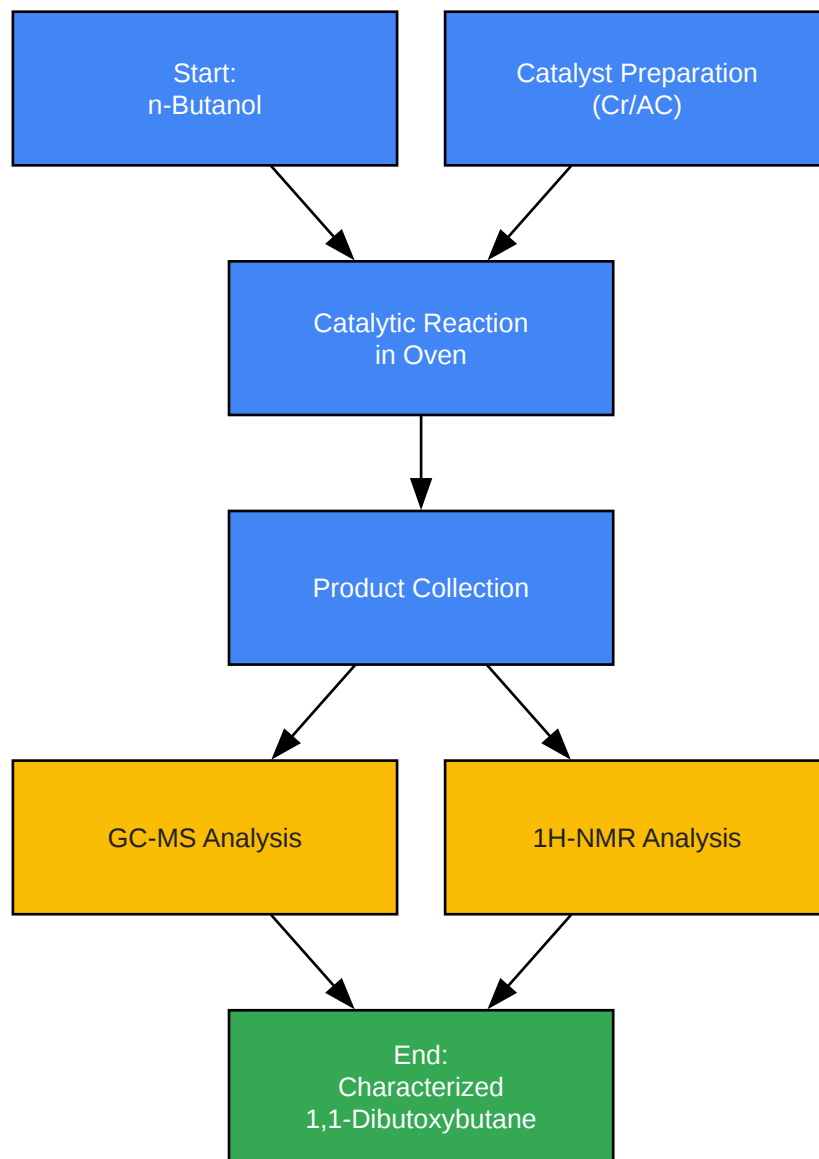 Start:
n-Butanol
Catalyst Preparation
(Cr/AC)
Catalytic Reaction
in Oven
Product Collection
GC-MS Analysis
1H-NMR Analysis
End:
Characterized
1,1-Dibutoxybutane